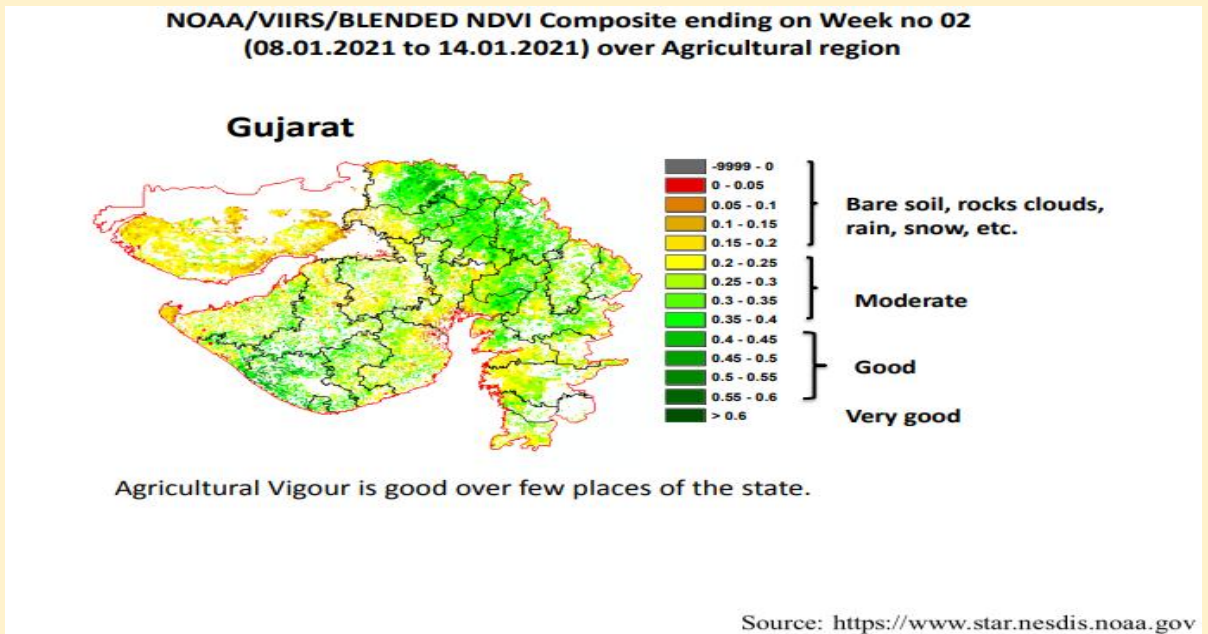 NOAA/VIIRS/BLENDED NDVI Composite ending on Week no 02
(08.01.2021 to 14.01.2021) over Agricultural region
Gujarat
-9999 - 0
0 - 0.05
0.05 - 0.1
0.1 - 0.15
0.15 - 0.2
0.2 - 0.25
0.25 - 0.3
0.3 - 0.35
0.35 - 0.4
0.4 - 0.45
0.45 - 0.5
0.5 - 0.55
0.55 - 0.6
> 0.6
Bare soil, rocks clouds,
rain, snow, etc.
Moderate
Good
Very good
Agricultural Vigour is good over few places of the state.
Source: https://www.star.nesdis.noaa.gov